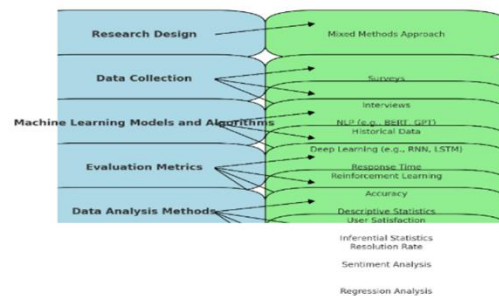 Research Design
Mixed Methods Approach
Data Collection
Surveys
Interviews
Machine Learning Models and Algorithms
NLP (e.g., BERT, GPT)
Historical Data
Deep Learning (e.g., RNN, LSTM)
Evaluation Metrics
Response Time
Reinforcement Learning
Accuracy
Data Analysis Methods
Descriptive Statistics
User Satisfaction
Inferential Statistics
Resolution Rate
Sentiment Analysis
Regression Analysis